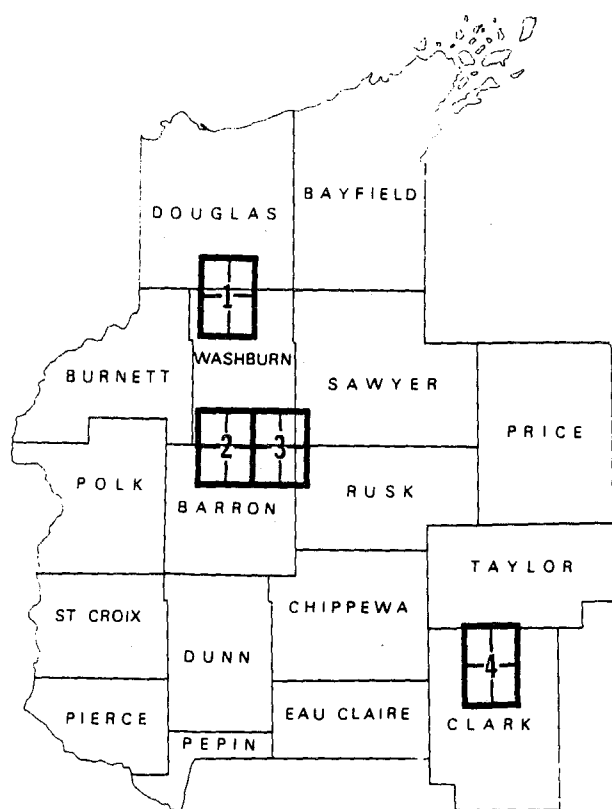 BAYFIELD
DOUGLAS
1
WASHBURN
BURNETT
SAWYER
PRICE
2
3
POLK
RUSK
BARRON
TAYLOR
CHIPPEWA
ST CROIX
DUNN
4
EAU CLAIRE
PIERCE
CLARK
PEPIN